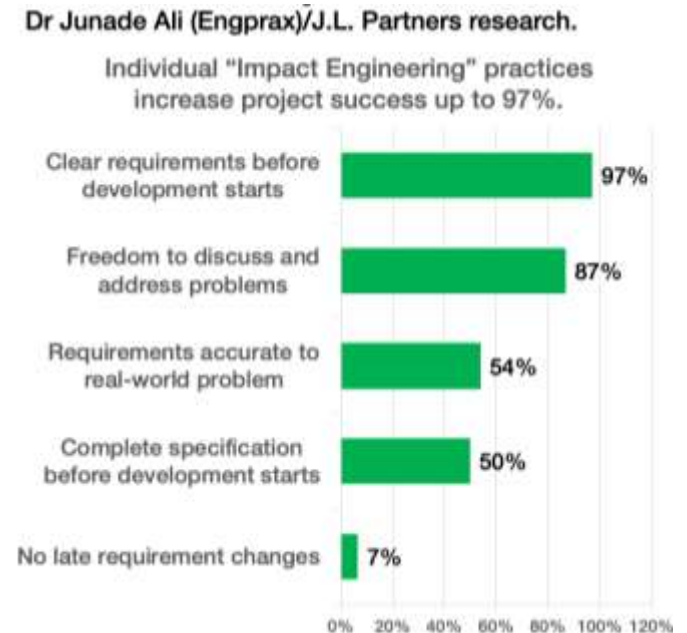 Dr Junade Ali (Engprax)/J.L. Partners research.
Individual “Impact Engineering” practices
increase project success up to 97%.
Clear requirements before
development starts
97%
Freedom to discuss and
address problems
87%
Requirements accurate to
real-world problem
54%
Complete specification
before development starts
50%
No late requirement changes
7%
0% 20% 40% 60% 80% 100% 120%